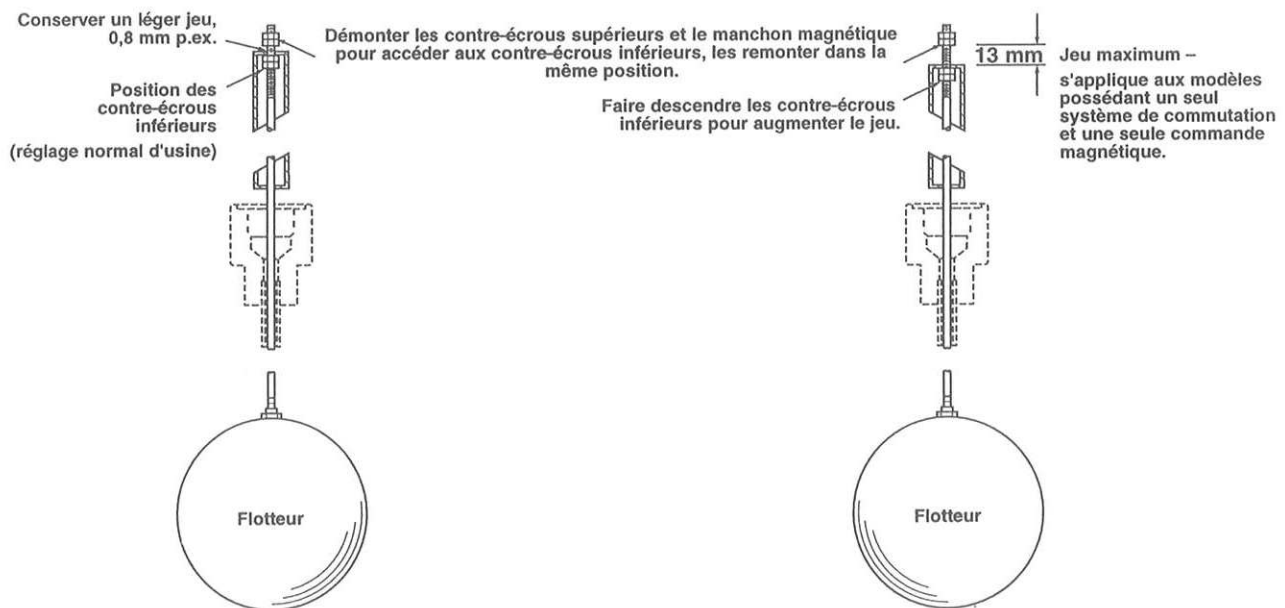 Conserver un léger jeu,
0,8 mm p.ex.
Démonter les contre-écrous supérieurs et le manchon magnétique
pour accéder aux contre-écrous inférieurs, les remonter dans la
même position.
Position des
contre-écrous
inférieurs
(réglage normal d'usine)
Faire descendre les contre-écrous
inférieurs pour augmenter le jeu.
13 mm
Jeu maximum –
s'applique aux modèles
possédant un seul
système de commutation
et une seule commande
magnétique.
Flotteur
Flotteur